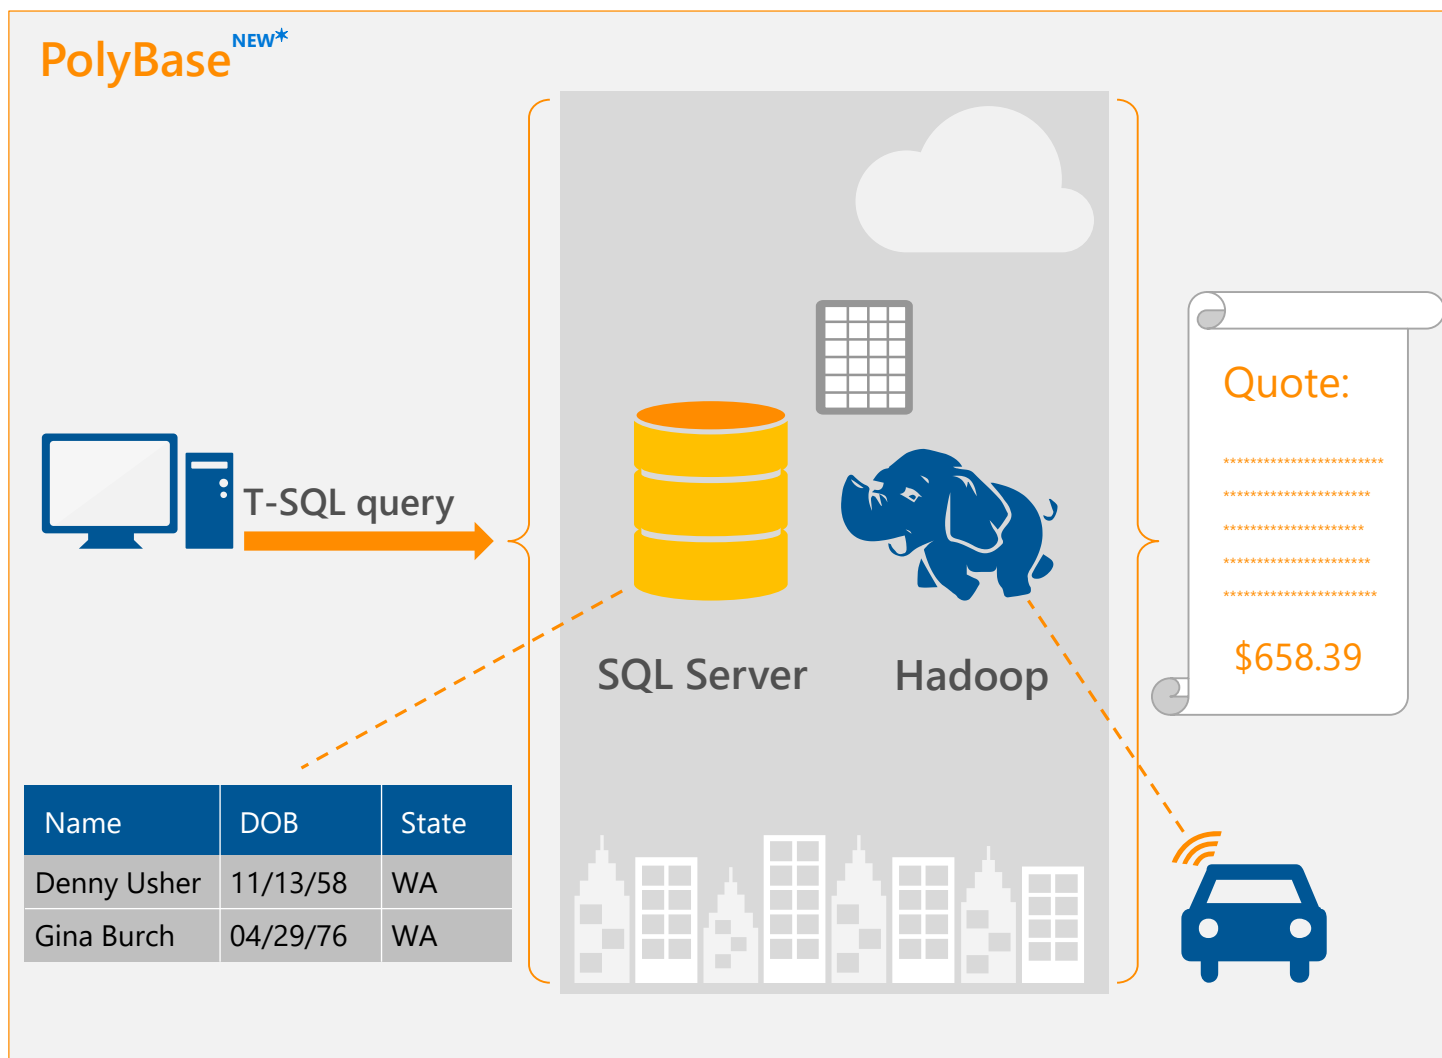 PolyBase NEW*
T-SQL query
SQL Server
Hadoop
Quote:
************************
**********************
*********************
**********************
***********************
$658.39
Name DOB State
Denny Usher 11/13/58 WA
Gina Burch 04/29/76 WA